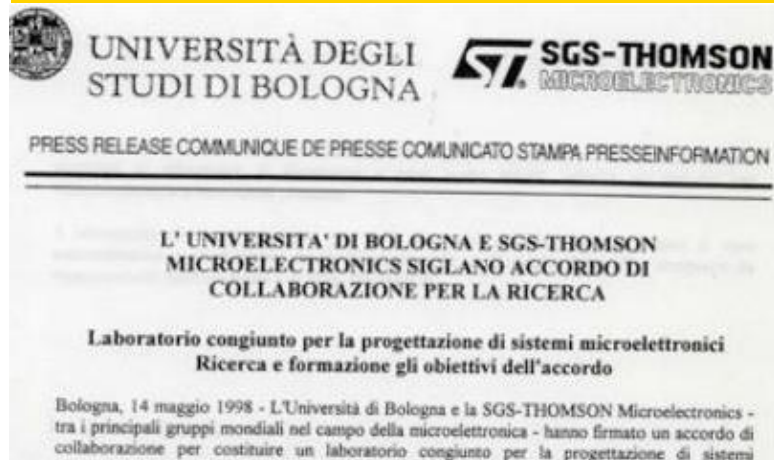 UNIVERSITÀ DEGLI
STUDI DI BOLOGNA
SGS-THOMSON
MICROELECTRONICS
PRESS RELEASE COMMUNIQUE DE PRESSE COMUNICATO STAMPA PRESSEINFORMATION
L' UNIVERSITA' DI BOLOGNA E SGS-THOMSON
MICROELECTRONICS SIGLANO ACCORDO DI
COLLABORAZIONE PER LA RICERCA
Laboratorio congiunto per la progettazione di sistemi microelettronici
Ricerca e formazione gli obiettivi dell'accordo
Bologna, 14 maggio 1998 - L'Università di Bologna e la SGS-THOMSON Microelectronics -
tra i principali gruppi mondiali nel campo della microelettronica - hanno firmato un accordo di
collaborazione per costituire un laboratorio congiunto per la progettazione di sistemi